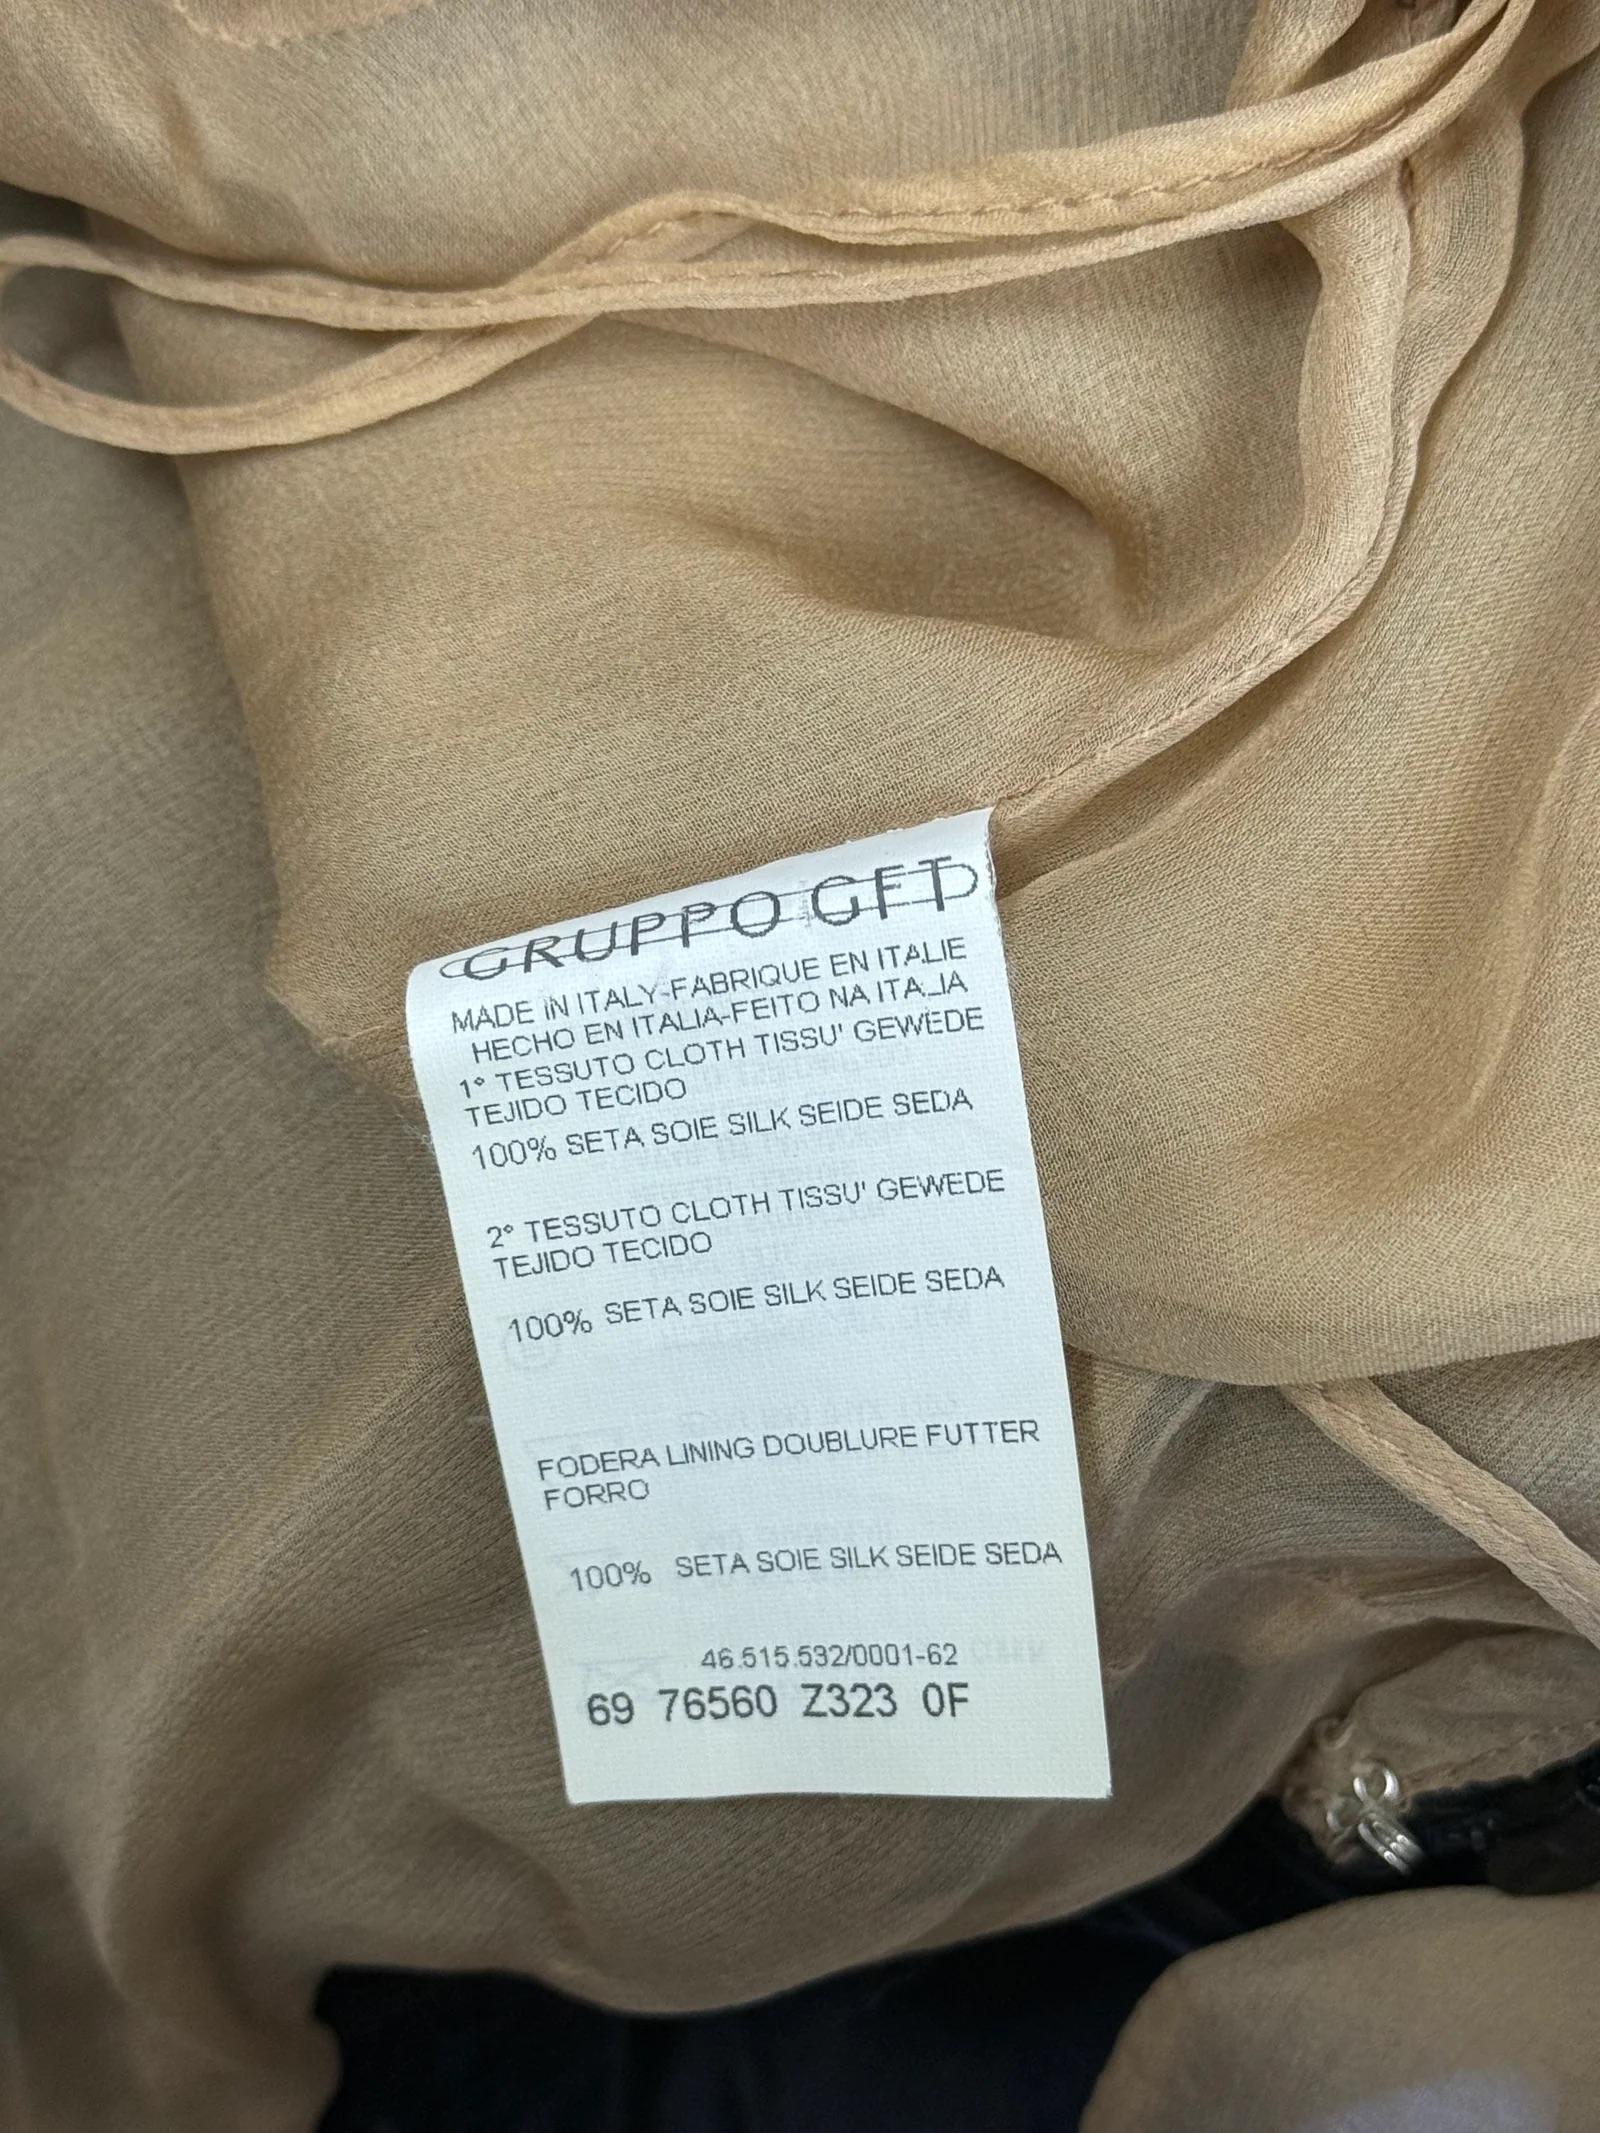 GRUPPO GFT
MADE IN ITALY-FABRIQUE EN ITALIE
HECHO EN ITALIA-FEITO NA ITALIA
1° TESSUTO CLOTH TISSU' GEWEDE
TEJIDO TECIDO
100% SETA SOIE SILK SEIDE SEDA
2° TESSUTO CLOTH TISSU' GEWEDE
TEJIDO TECIDO
100% SETA SOIE SILK SEIDE SEDA
FODERA LINING DOUBLURE FUTTER
FORRO
100% SETA SOIE SILK SEIDE SEDA
46.515.532/0001-62
69 76560 Z323 0F